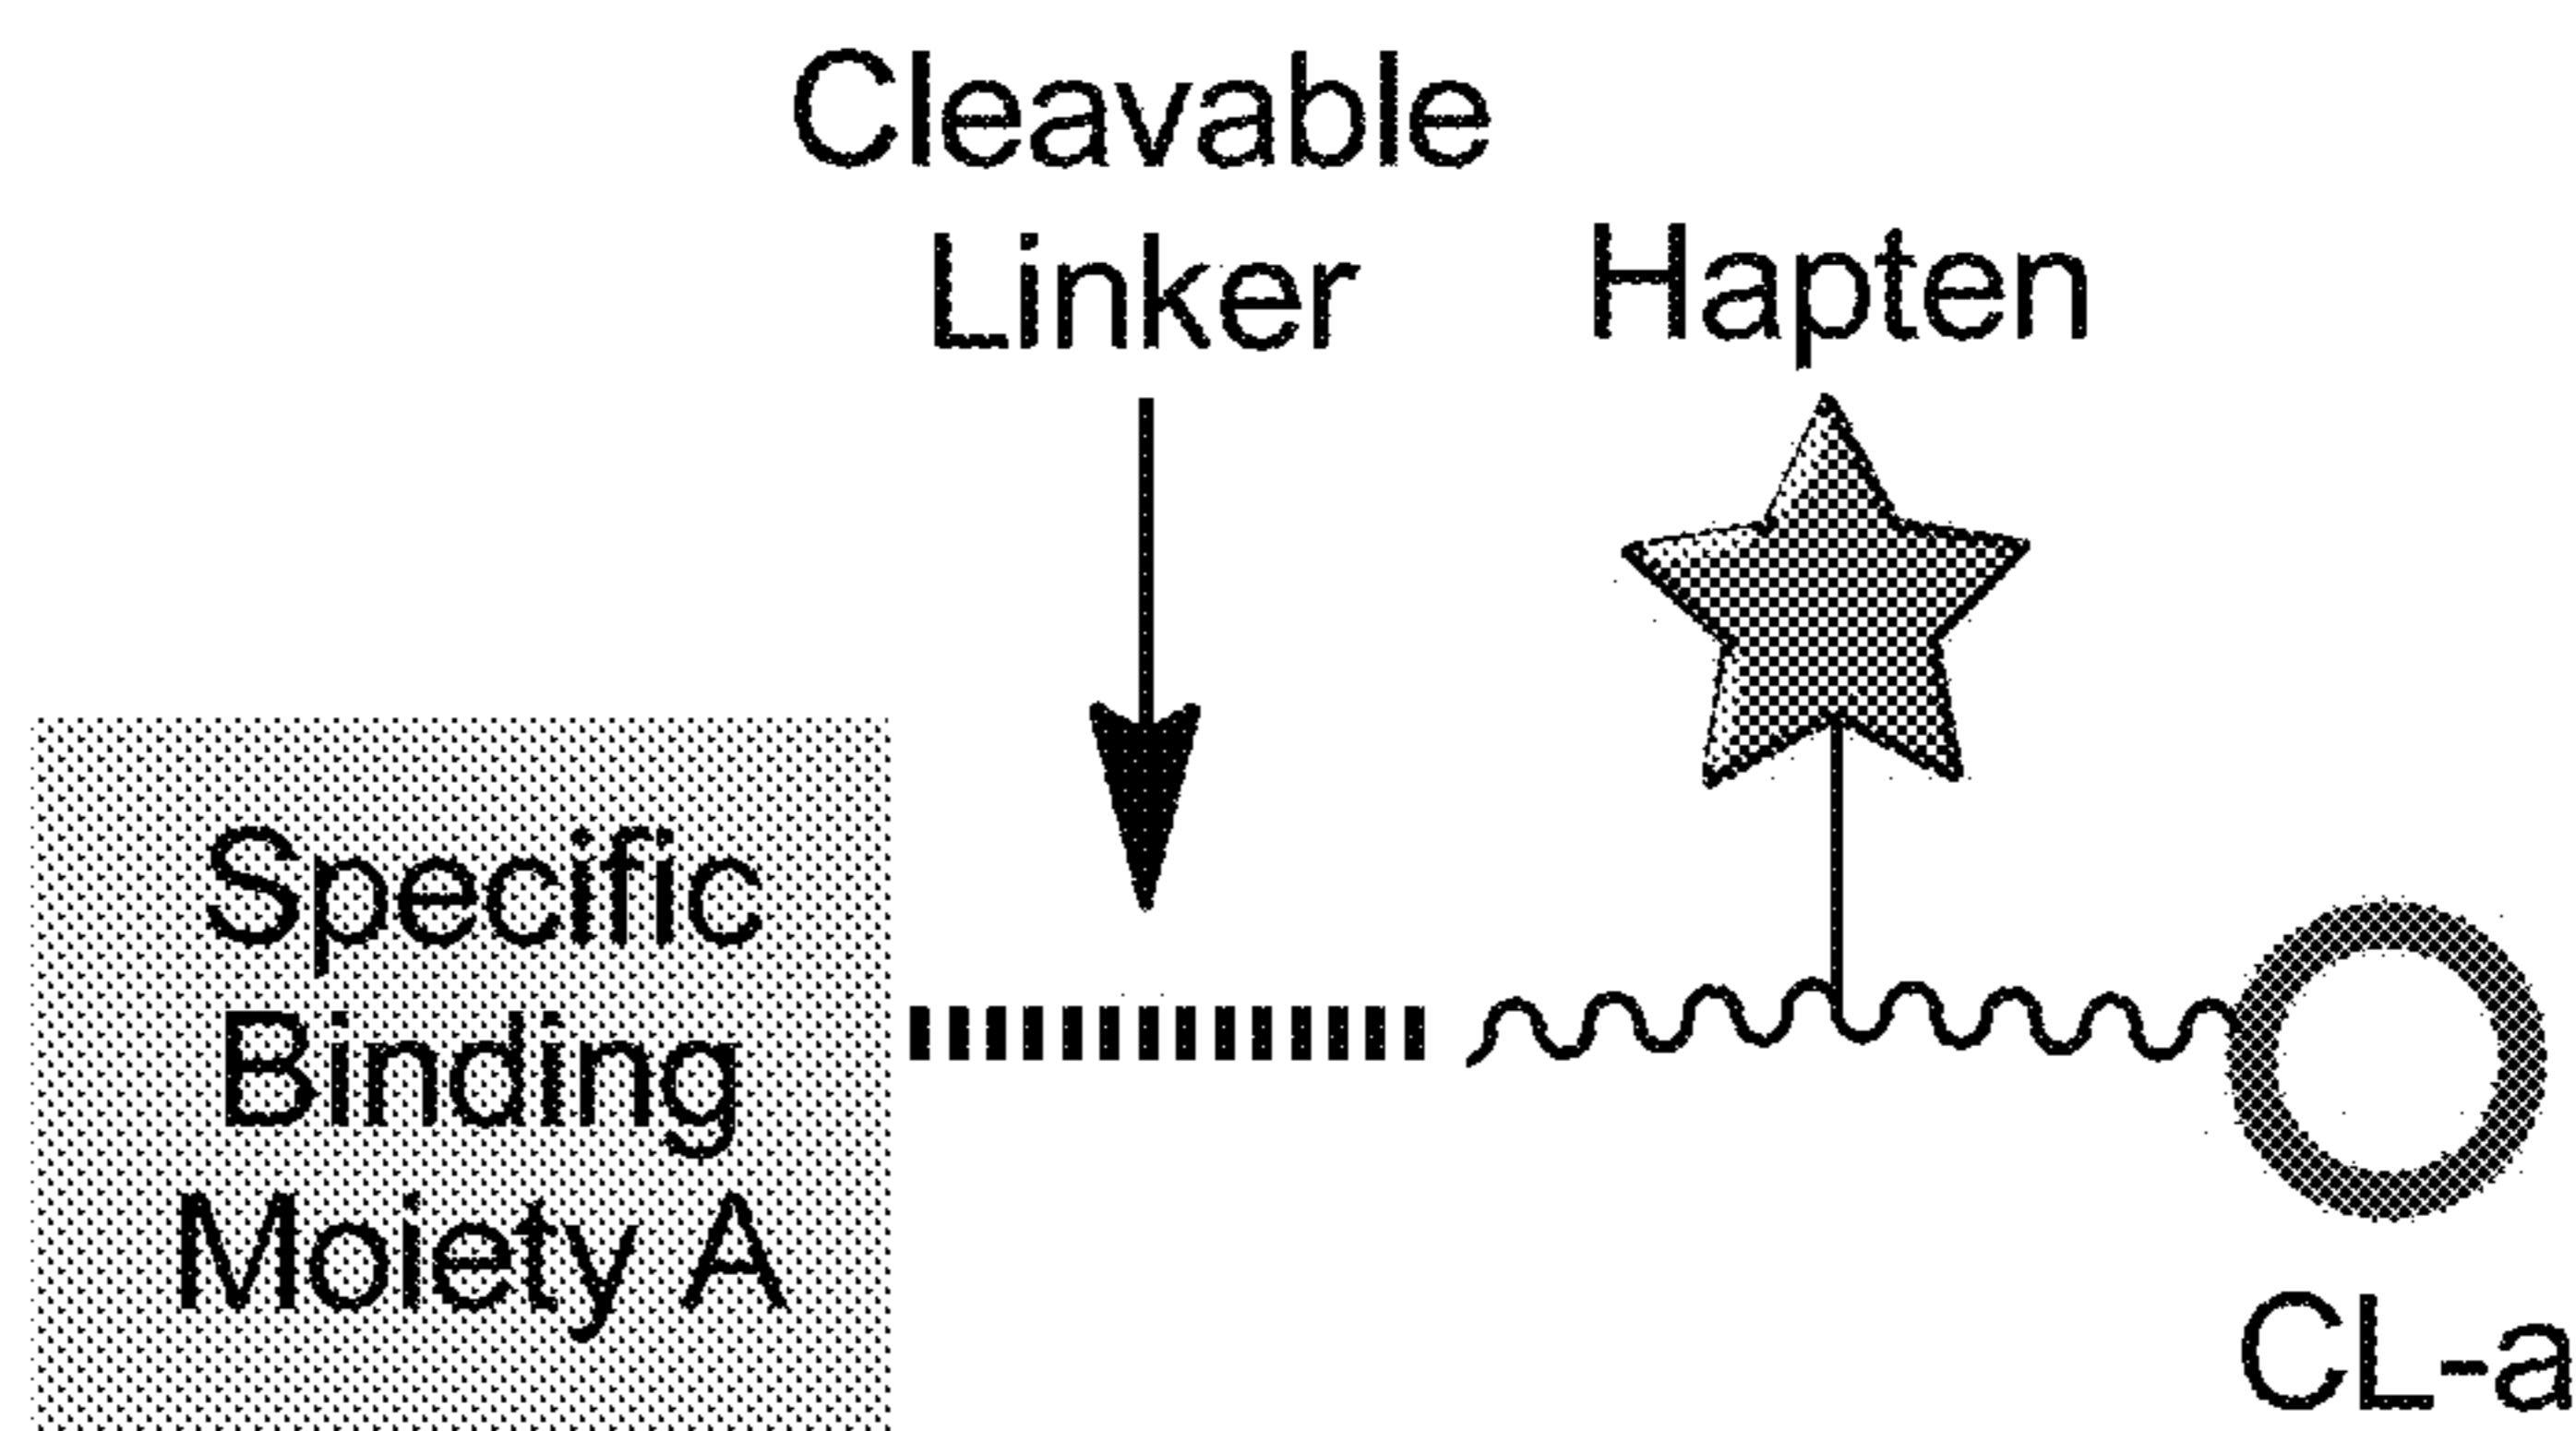 Cleavable
Linker
Hapten
Specific
Binding
Moiety A
CL-a